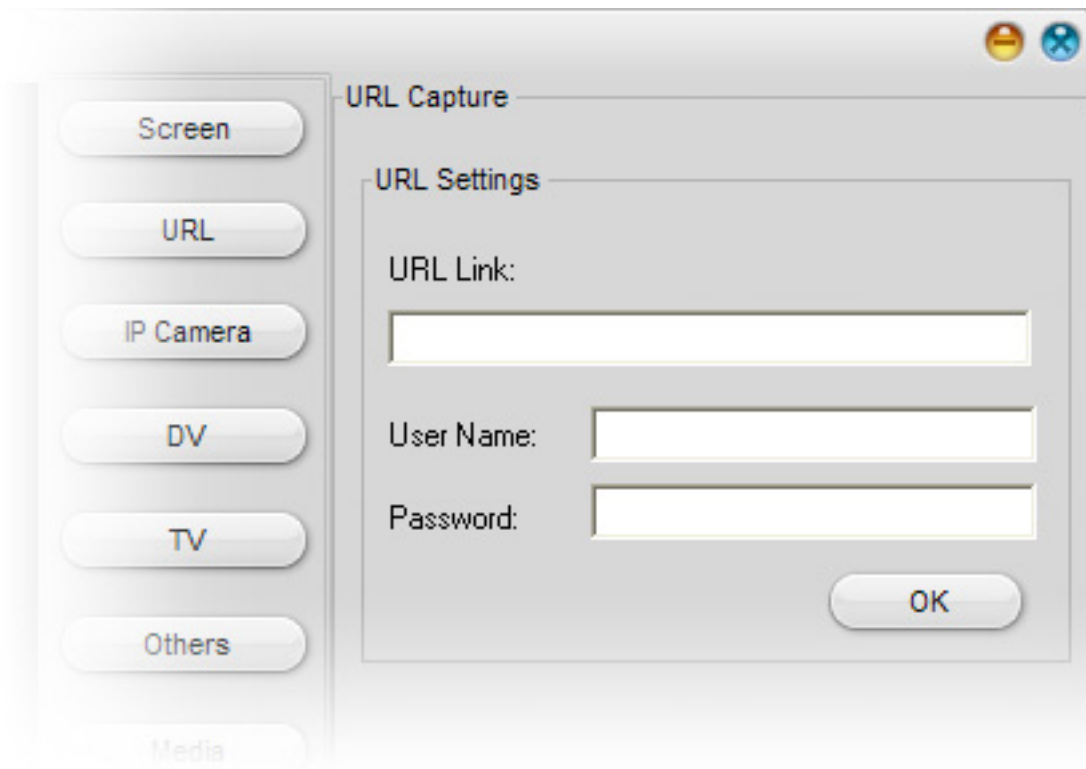 Screen
URL
IP Camera
DV
TV
Others
Media
URL Capture
URL Settings
URL Link:
User Name:
Password:
OK